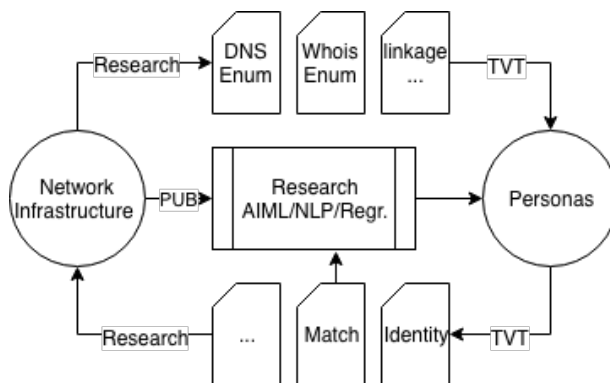 DNS
Enum
Whois
Enum
linkage
...
Research
TVT
Network
Infrastructure
PUB
Research
AIML/NLP/Regr.
Personas
Research
...
Match
Identity
TVT